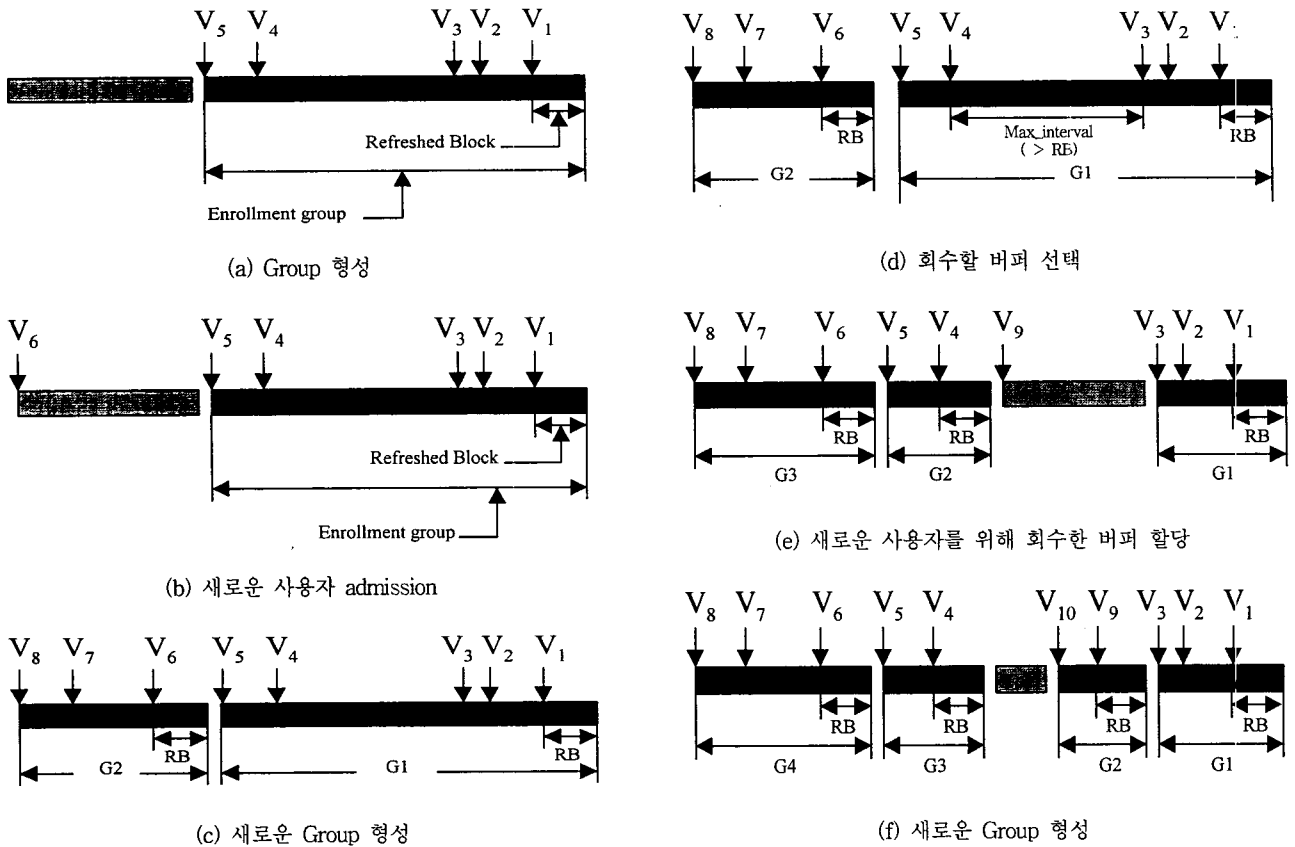 V5 V4 V3 V2 V1
Refreshed Block
Enrollment group
(a) Group 형성
V6 V5 V4 V3 V2 V1
Refreshed Block
Enrollment group
(b) 새로운 사용자 admission
V8 V7 V6 V5 V4 V3 V2 V1
RB RB
G2 G1
(c) 새로운 Group 형성
V8 V7 V6 V5 V4 V3 V2 V
RB Max_interval RB
( > RB)
G2 G1
(d) 회수할 버퍼 선택
V8 V7 V6 V5 V4 V9 V3 V2 V1
RB RB RB
G3 G2 G1
(e) 새로운 사용자를 위해 회수한 버퍼 할당
V8 V7 V6 V5 V4 V10 V9 V3 V2 V1
RB RB RB RB
G4 G3 G2 G1
(f) 새로운 Group 형성